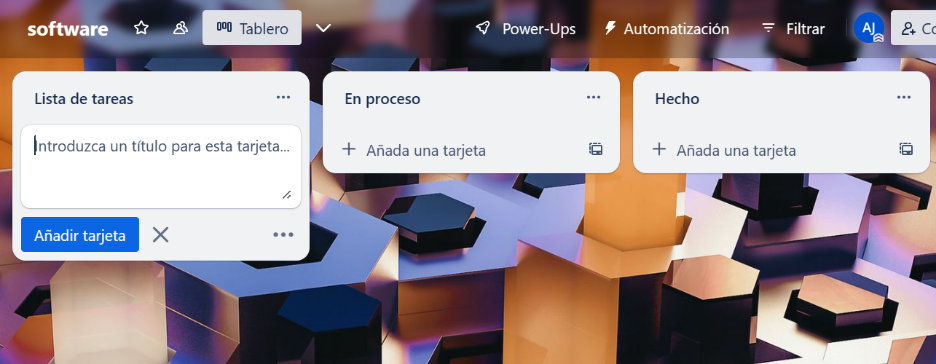 software
Tablero
Power-Ups
Automatización
Filtrar
AJ
Lista de tareas
Introduzca un título para esta tarjeta...
Añadir tarjeta
En proceso
Añada una tarjeta
Hecho
Añada una tarjeta